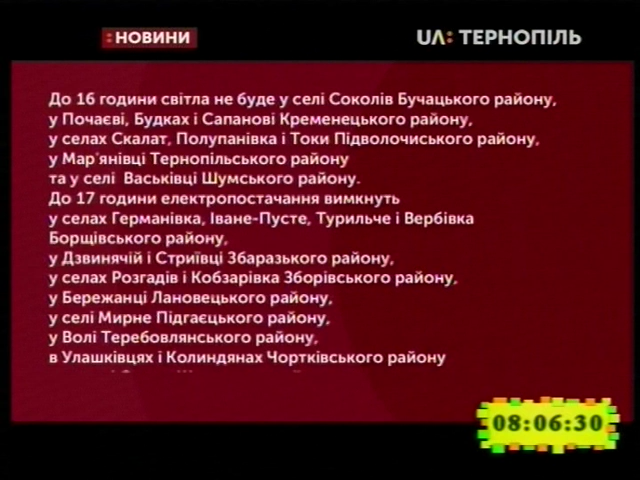 : НОВИНИ
UA: ТЕРНОПІЛЬ
До 16 години світла не буде у селі Соколів Бучацького району,
у Почаєві, Будках і Сапанові Кременецького району,
у селах Скалат, Полупанівка і Токи Підволочиського району,
у Мар'янівці Тернопільського району
та у селі Васьківці Шумського району.
До 17 години електропостачання вимкнуть
у селах Германівка, Іване-Пусте, Турильче і Вербівка
Борщівського району,
у Дзвинячій і Стриївці Збаразького району,
у селах Розгадів і Кобзарівка Зборівського району,
у Бережанці Лановецького району,
у селі Мирне Підгаєцького району,
у Волі Теребовлянського району,
в Улашківцях і Колиндянах Чортківського району
08:06:30